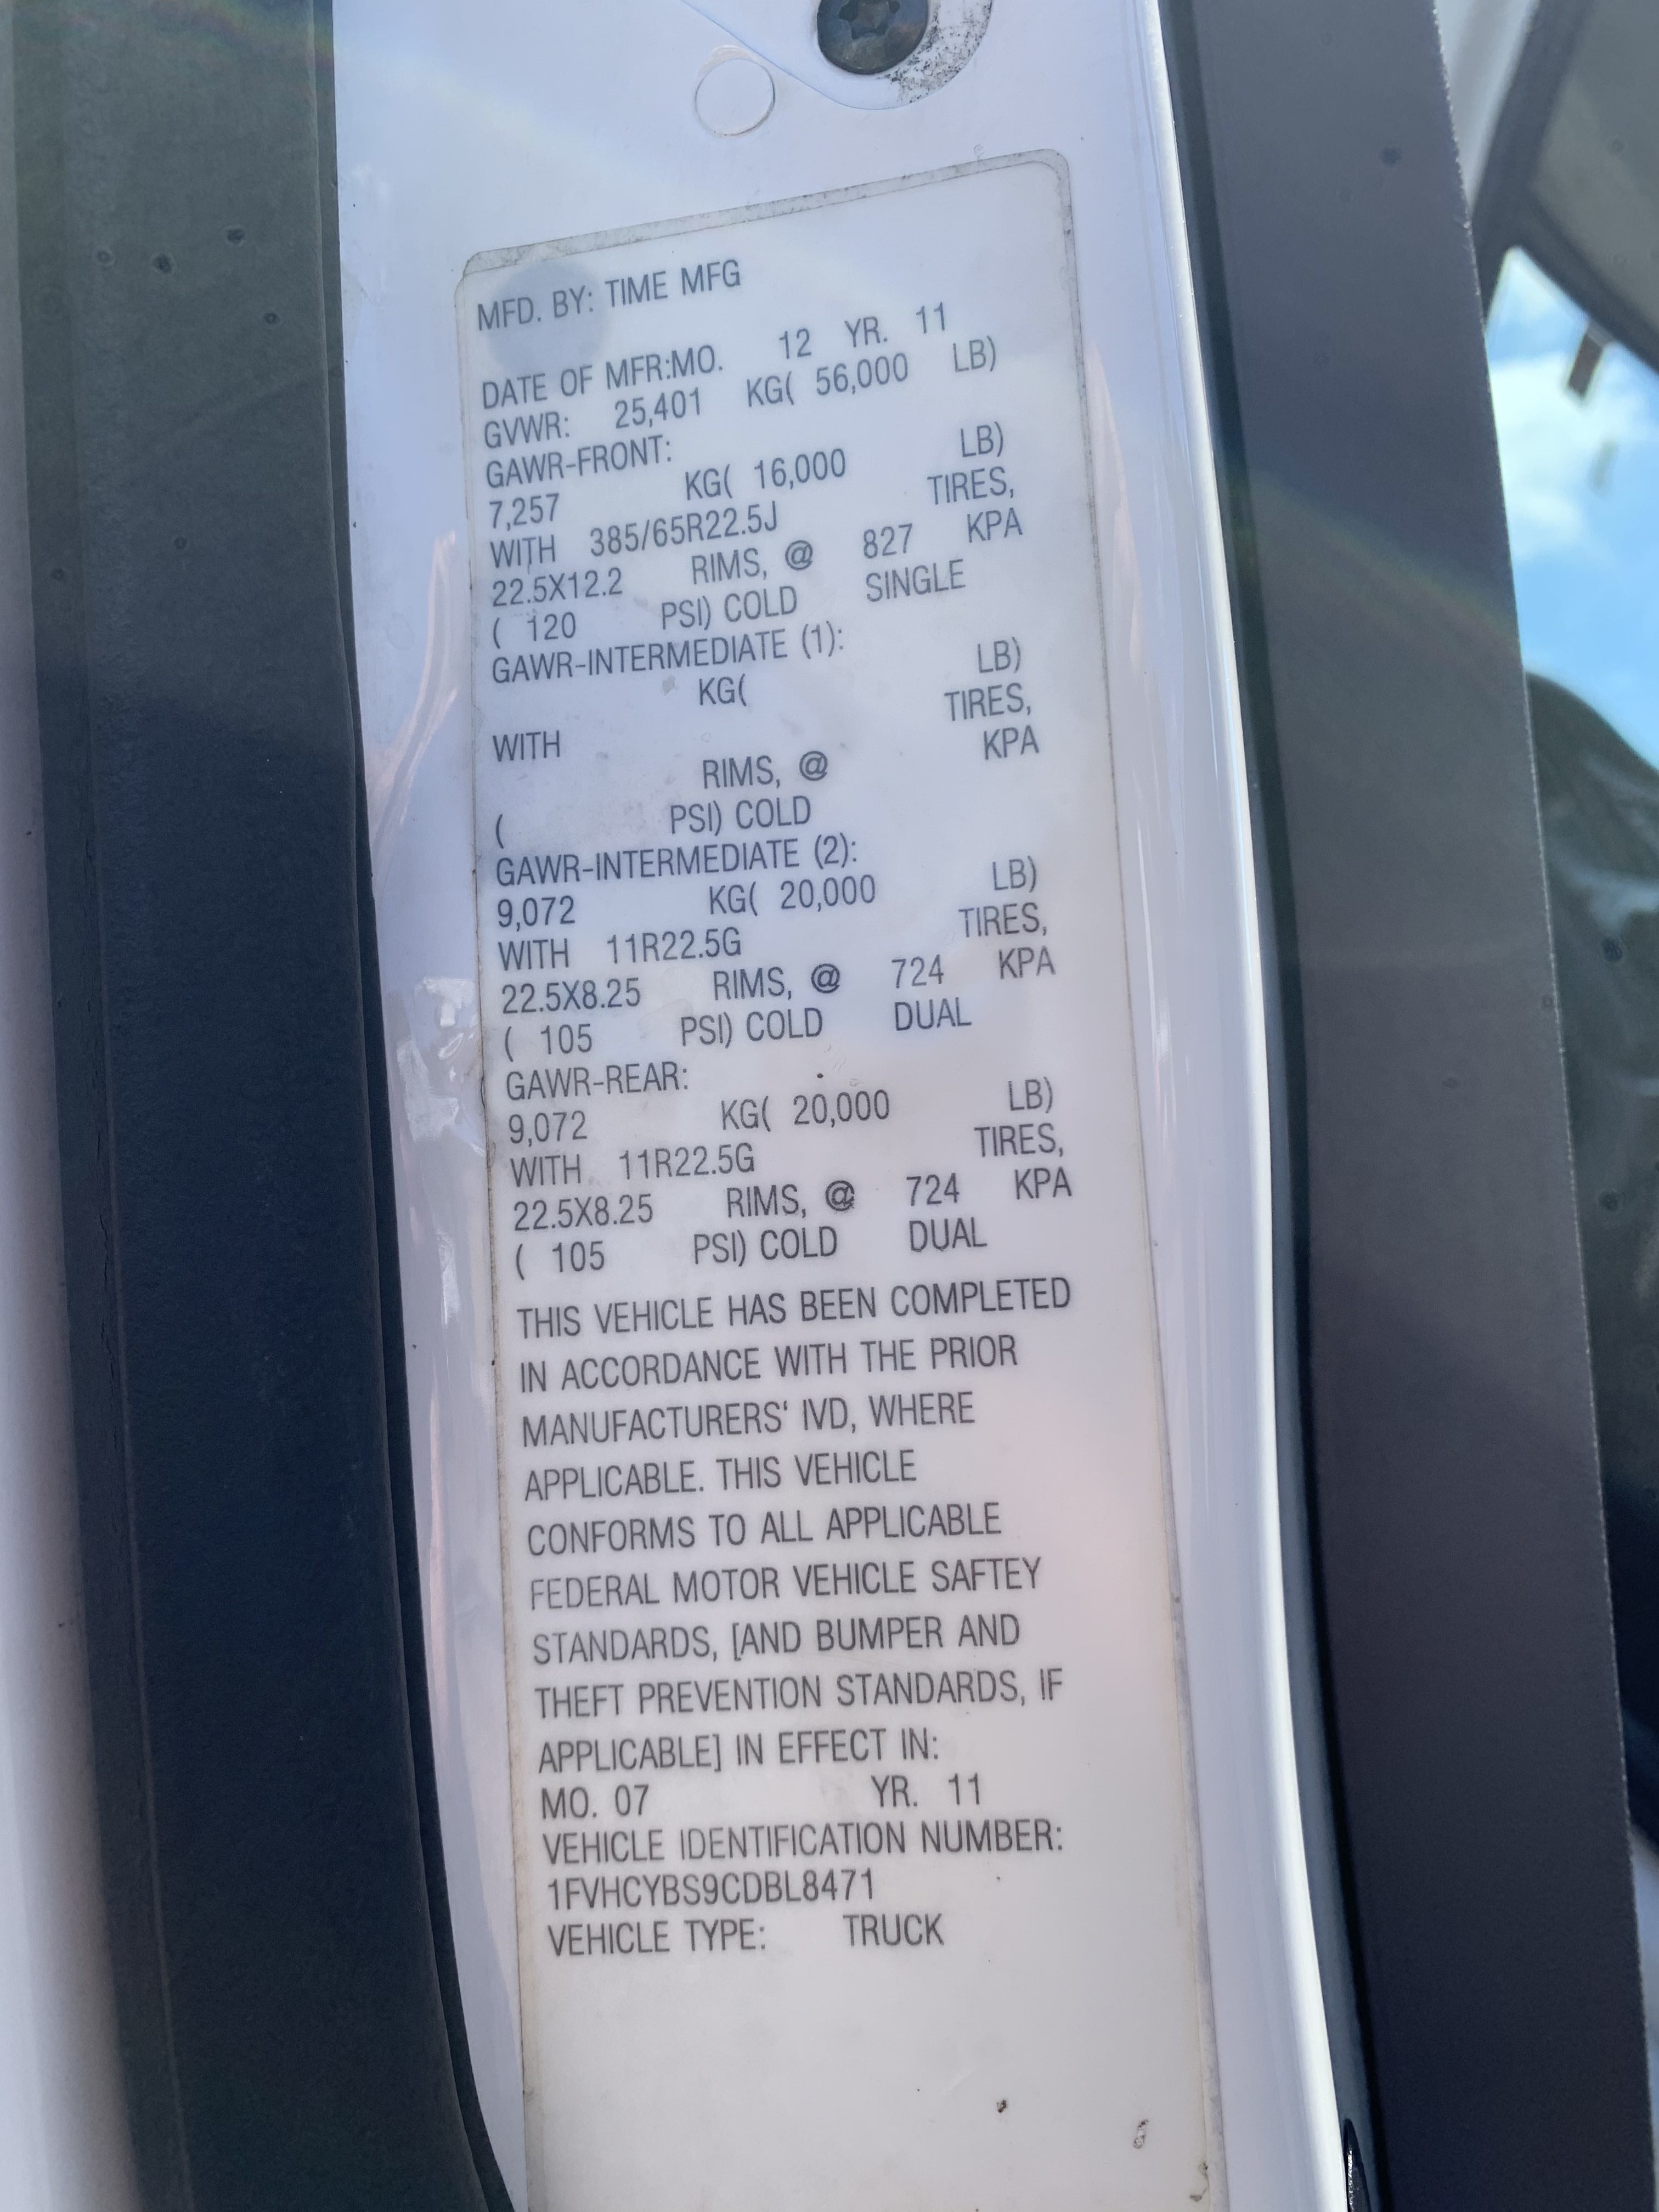 MFD. BY: TIME MFG
DATE OF MFR:MO. 12 YR. 11
GVWR: 25,401 KG( 56,000 LB)
GAWR-FRONT:
7,257 KG( 16,000 LB)
WITH 385/65R22.5J TIRES,
22.5X12.2 RIMS, @ 827 KPA
( 120 PSI) COLD SINGLE
GAWR-INTERMEDIATE (1):
KG( LB)
WITH TIRES,
RIMS, @ KPA
( PSI) COLD
GAWR-INTERMEDIATE (2):
9,072 KG( 20,000 LB)
WITH 11R22.5G TIRES,
22.5X8.25 RIMS, @ 724 KPA
( 105 PSI) COLD DUAL
GAWR-REAR:
9,072 KG( 20,000 LB)
WITH 11R22.5G TIRES,
22.5X8.25 RIMS, @ 724 KPA
( 105 PSI) COLD DUAL
THIS VEHICLE HAS BEEN COMPLETED
IN ACCORDANCE WITH THE PRIOR
MANUFACTURERS' IVD, WHERE
APPLICABLE. THIS VEHICLE
CONFORMS TO ALL APPLICABLE
FEDERAL MOTOR VEHICLE SAFTEY
STANDARDS, [AND BUMPER AND
THEFT PREVENTION STANDARDS, IF
APPLICABLE] IN EFFECT IN:
MO. 07 YR. 11
VEHICLE IDENTIFICATION NUMBER:
1FVHCYBS9CDBL8471
VEHICLE TYPE: TRUCK